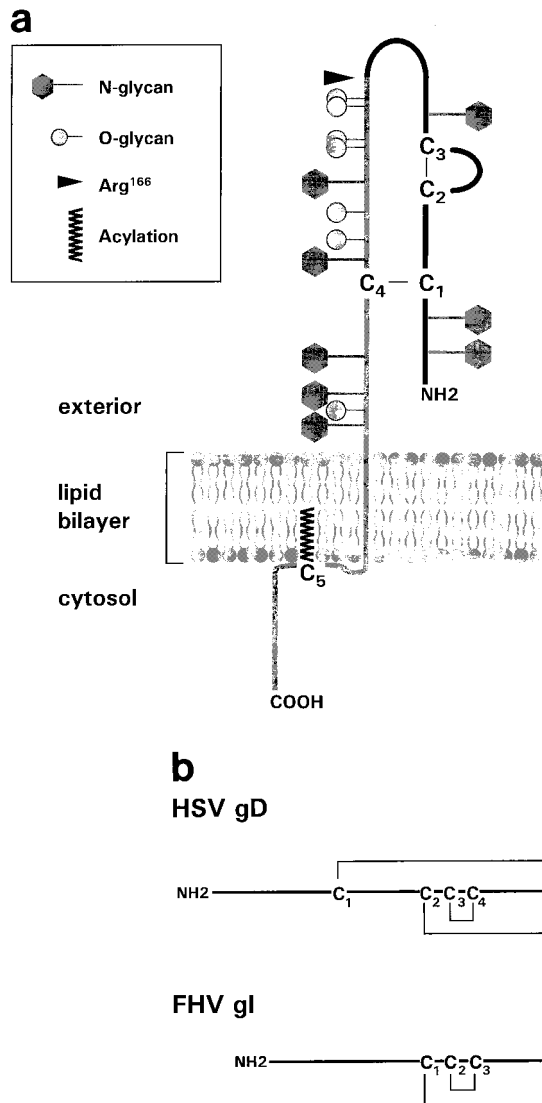 a
N-glycan
O-glycan
Arg166
Acylation
C3
C2
C4 C1
NH2
exterior
lipid
bilayer
C5
cytosol
COOH
b
HSV gD
NH2 C1 C2 C3 C4
FHV gI
NH2 C1 C2 C3